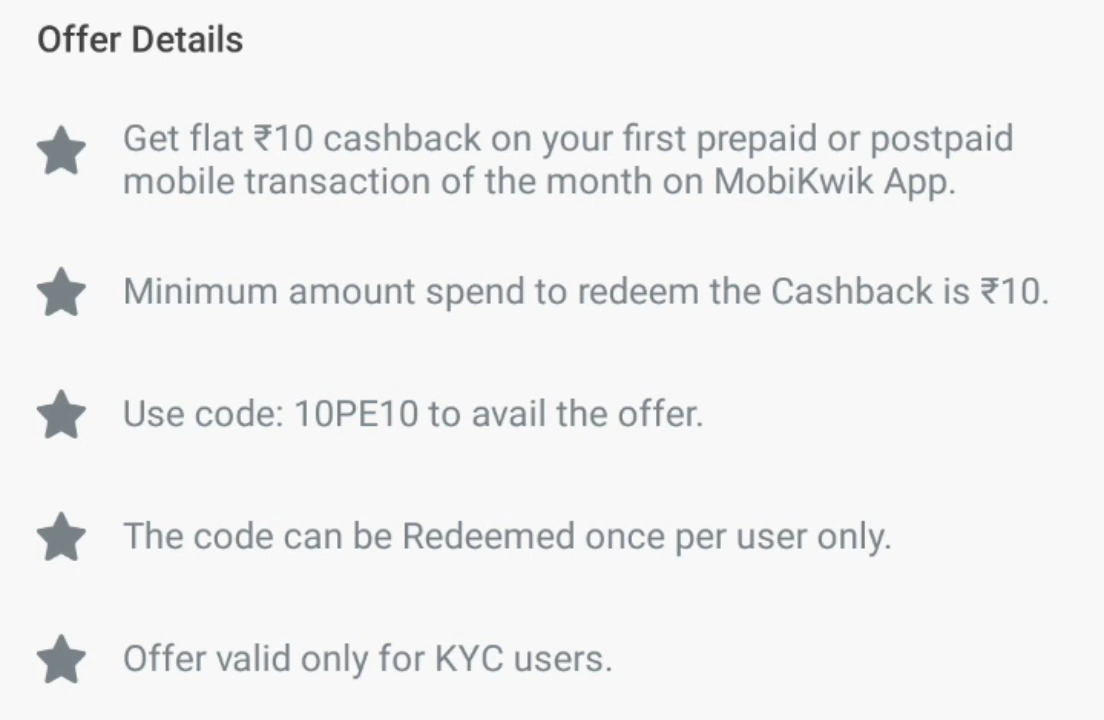 Offer Details
Get flat ₹10 cashback on your first prepaid or postpaid
mobile transaction of the month on MobiKwik App.
Minimum amount spend to redeem the Cashback is ₹10.
Use code: 10PE10 to avail the offer.
The code can be Redeemed once per user only.
Offer valid only for KYC users.